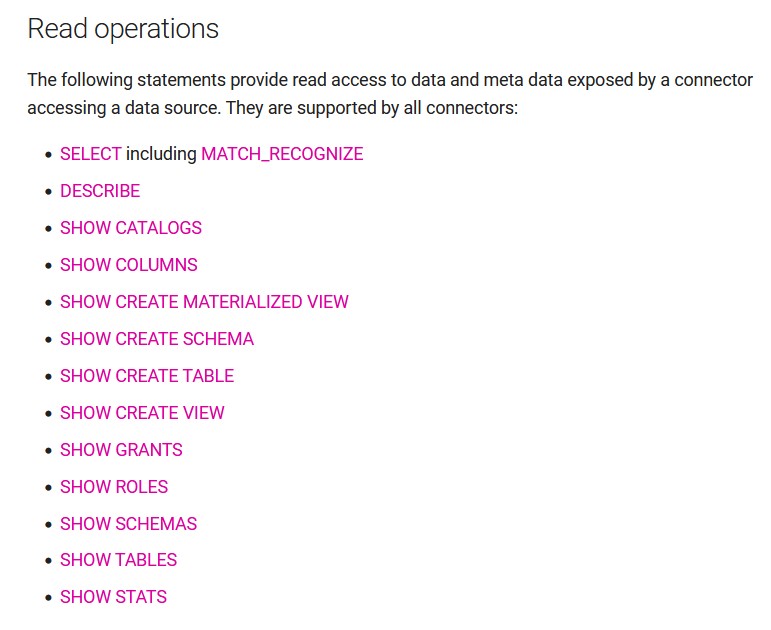 Read operations
The following statements provide read access to data and meta data exposed by a connector
accessing a data source. They are supported by all connectors:
• SELECT including MATCH_RECOGNIZE
• DESCRIBE
• SHOW CATALOGS
• SHOW COLUMNS
• SHOW CREATE MATERIALIZED VIEW
• SHOW CREATE SCHEMA
• SHOW CREATE TABLE
• SHOW CREATE VIEW
• SHOW GRANTS
• SHOW ROLES
• SHOW SCHEMAS
• SHOW TABLES
• SHOW STATS